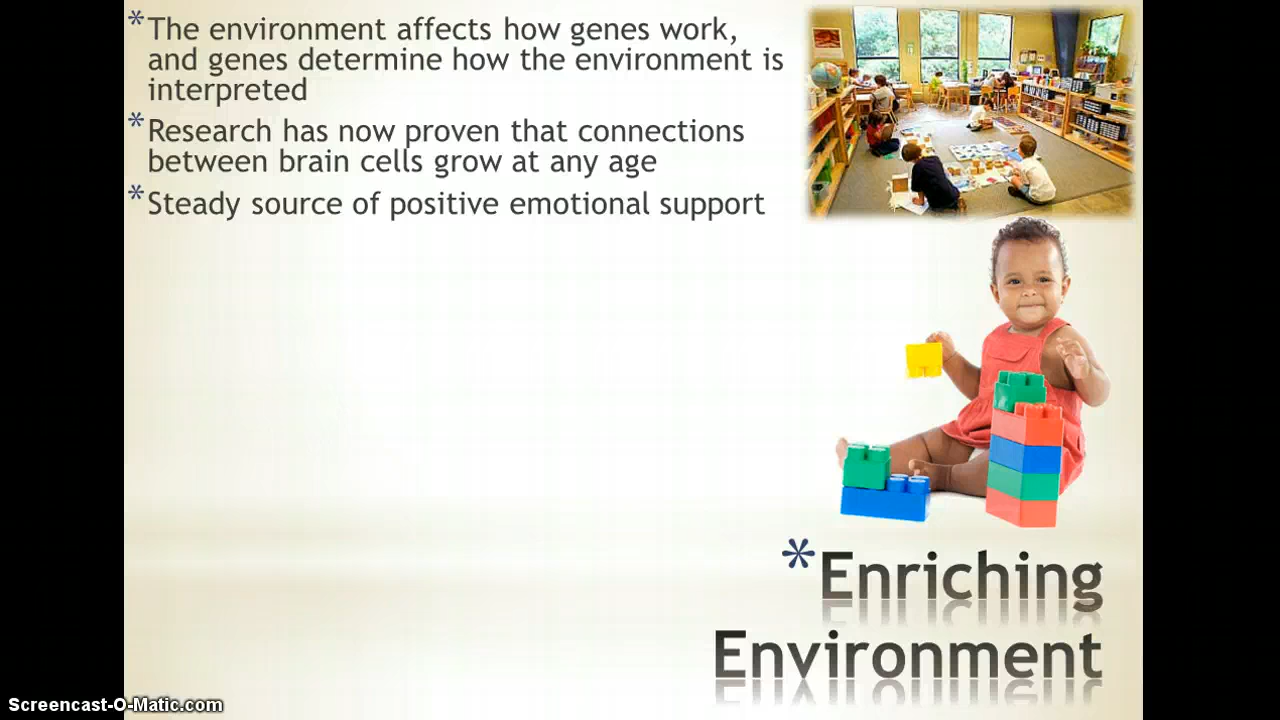 *The environment affects how genes work,
and genes determine how the environment is
interpreted
*Research has now proven that connections
between brain cells grow at any age
*Steady source of positive emotional support
*Enriching
Environment
Screencast-O-Matic.com